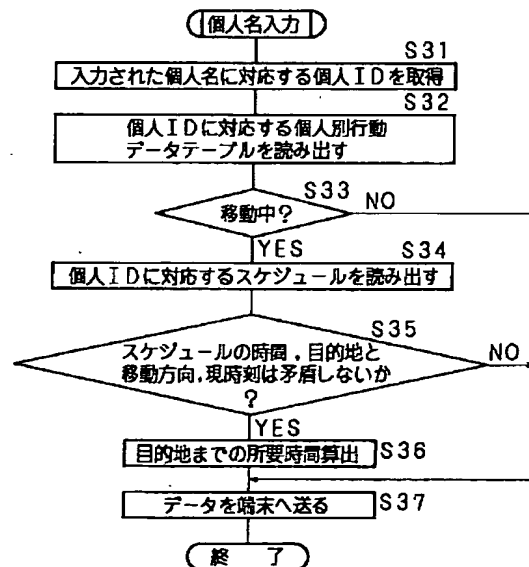 個人名入力
S31
入力された個人名に対応する個人IDを取得
S32
個人IDに対応する個人別行動
データテーブルを読み出す
S33
移動中?
NO
YES
S34
個人IDに対応するスケジュールを読み出す
S35
スケジュールの時間,目的地と
移動方向,現時刻は矛盾しないか
?
NO
YES
目的地までの所要時間算出
S36
データを端末へ送る
S37
終 了